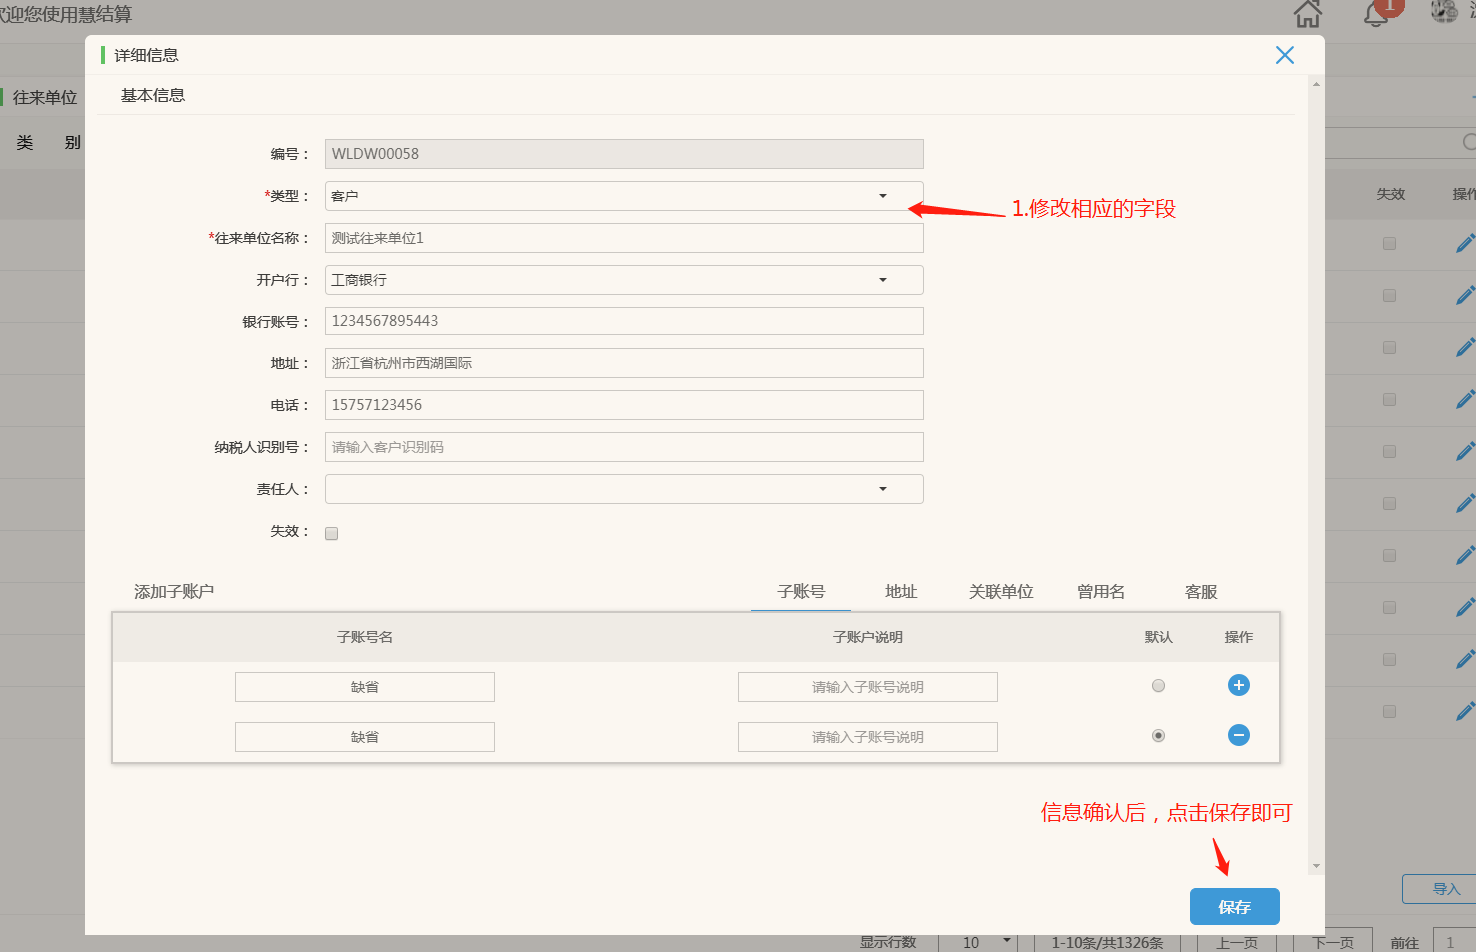 欢迎您使用慧结算
1
详细信息
往来单位
基本信息
类 别
编号： WLDW00058
*类型： 客户
1.修改相应的字段
失效 操作
*往来单位名称： 测试往来单位1
开户行： 工商银行
银行账号： 1234567895443
地址： 浙江省杭州市西湖国际
电话： 15757123456
纳税人识别号： 请输入客户识别码
责任人：
失效：
添加子账户 子账号 地址 关联单位 曾用名 客服
子账号名 子账户说明 默认 操作
缺省 请输入子账号说明
缺省 请输入子账号说明
信息确认后，点击保存即可
导入
保存
显示行数 10 1-10条/共1326条 上一页 下一页 前往 1